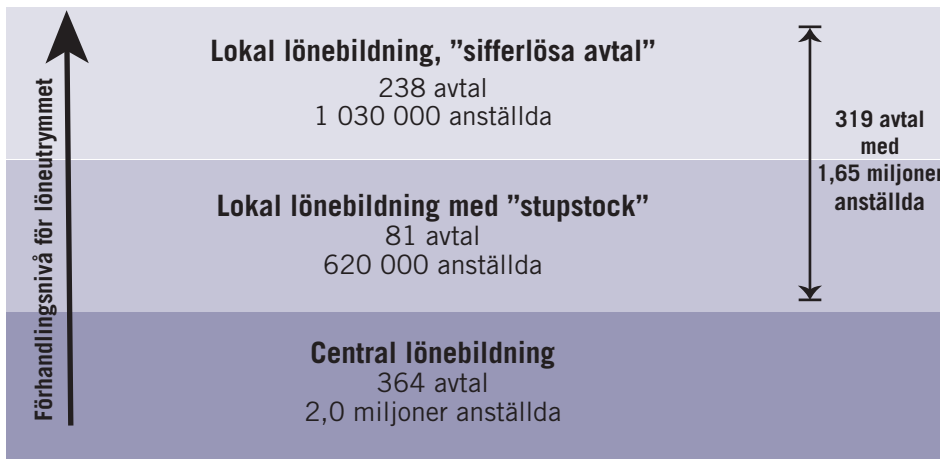 Förhandlingsnivå för löneutrymmet
Lokal lönebildning, ”sifferlösa avtal”
238 avtal
1 030 000 anställda
Lokal lönebildning med ”stupstock”
81 avtal
620 000 anställda
Central lönebildning
364 avtal
2,0 miljoner anställda
319 avtal
med
1,65 miljoner
anställda